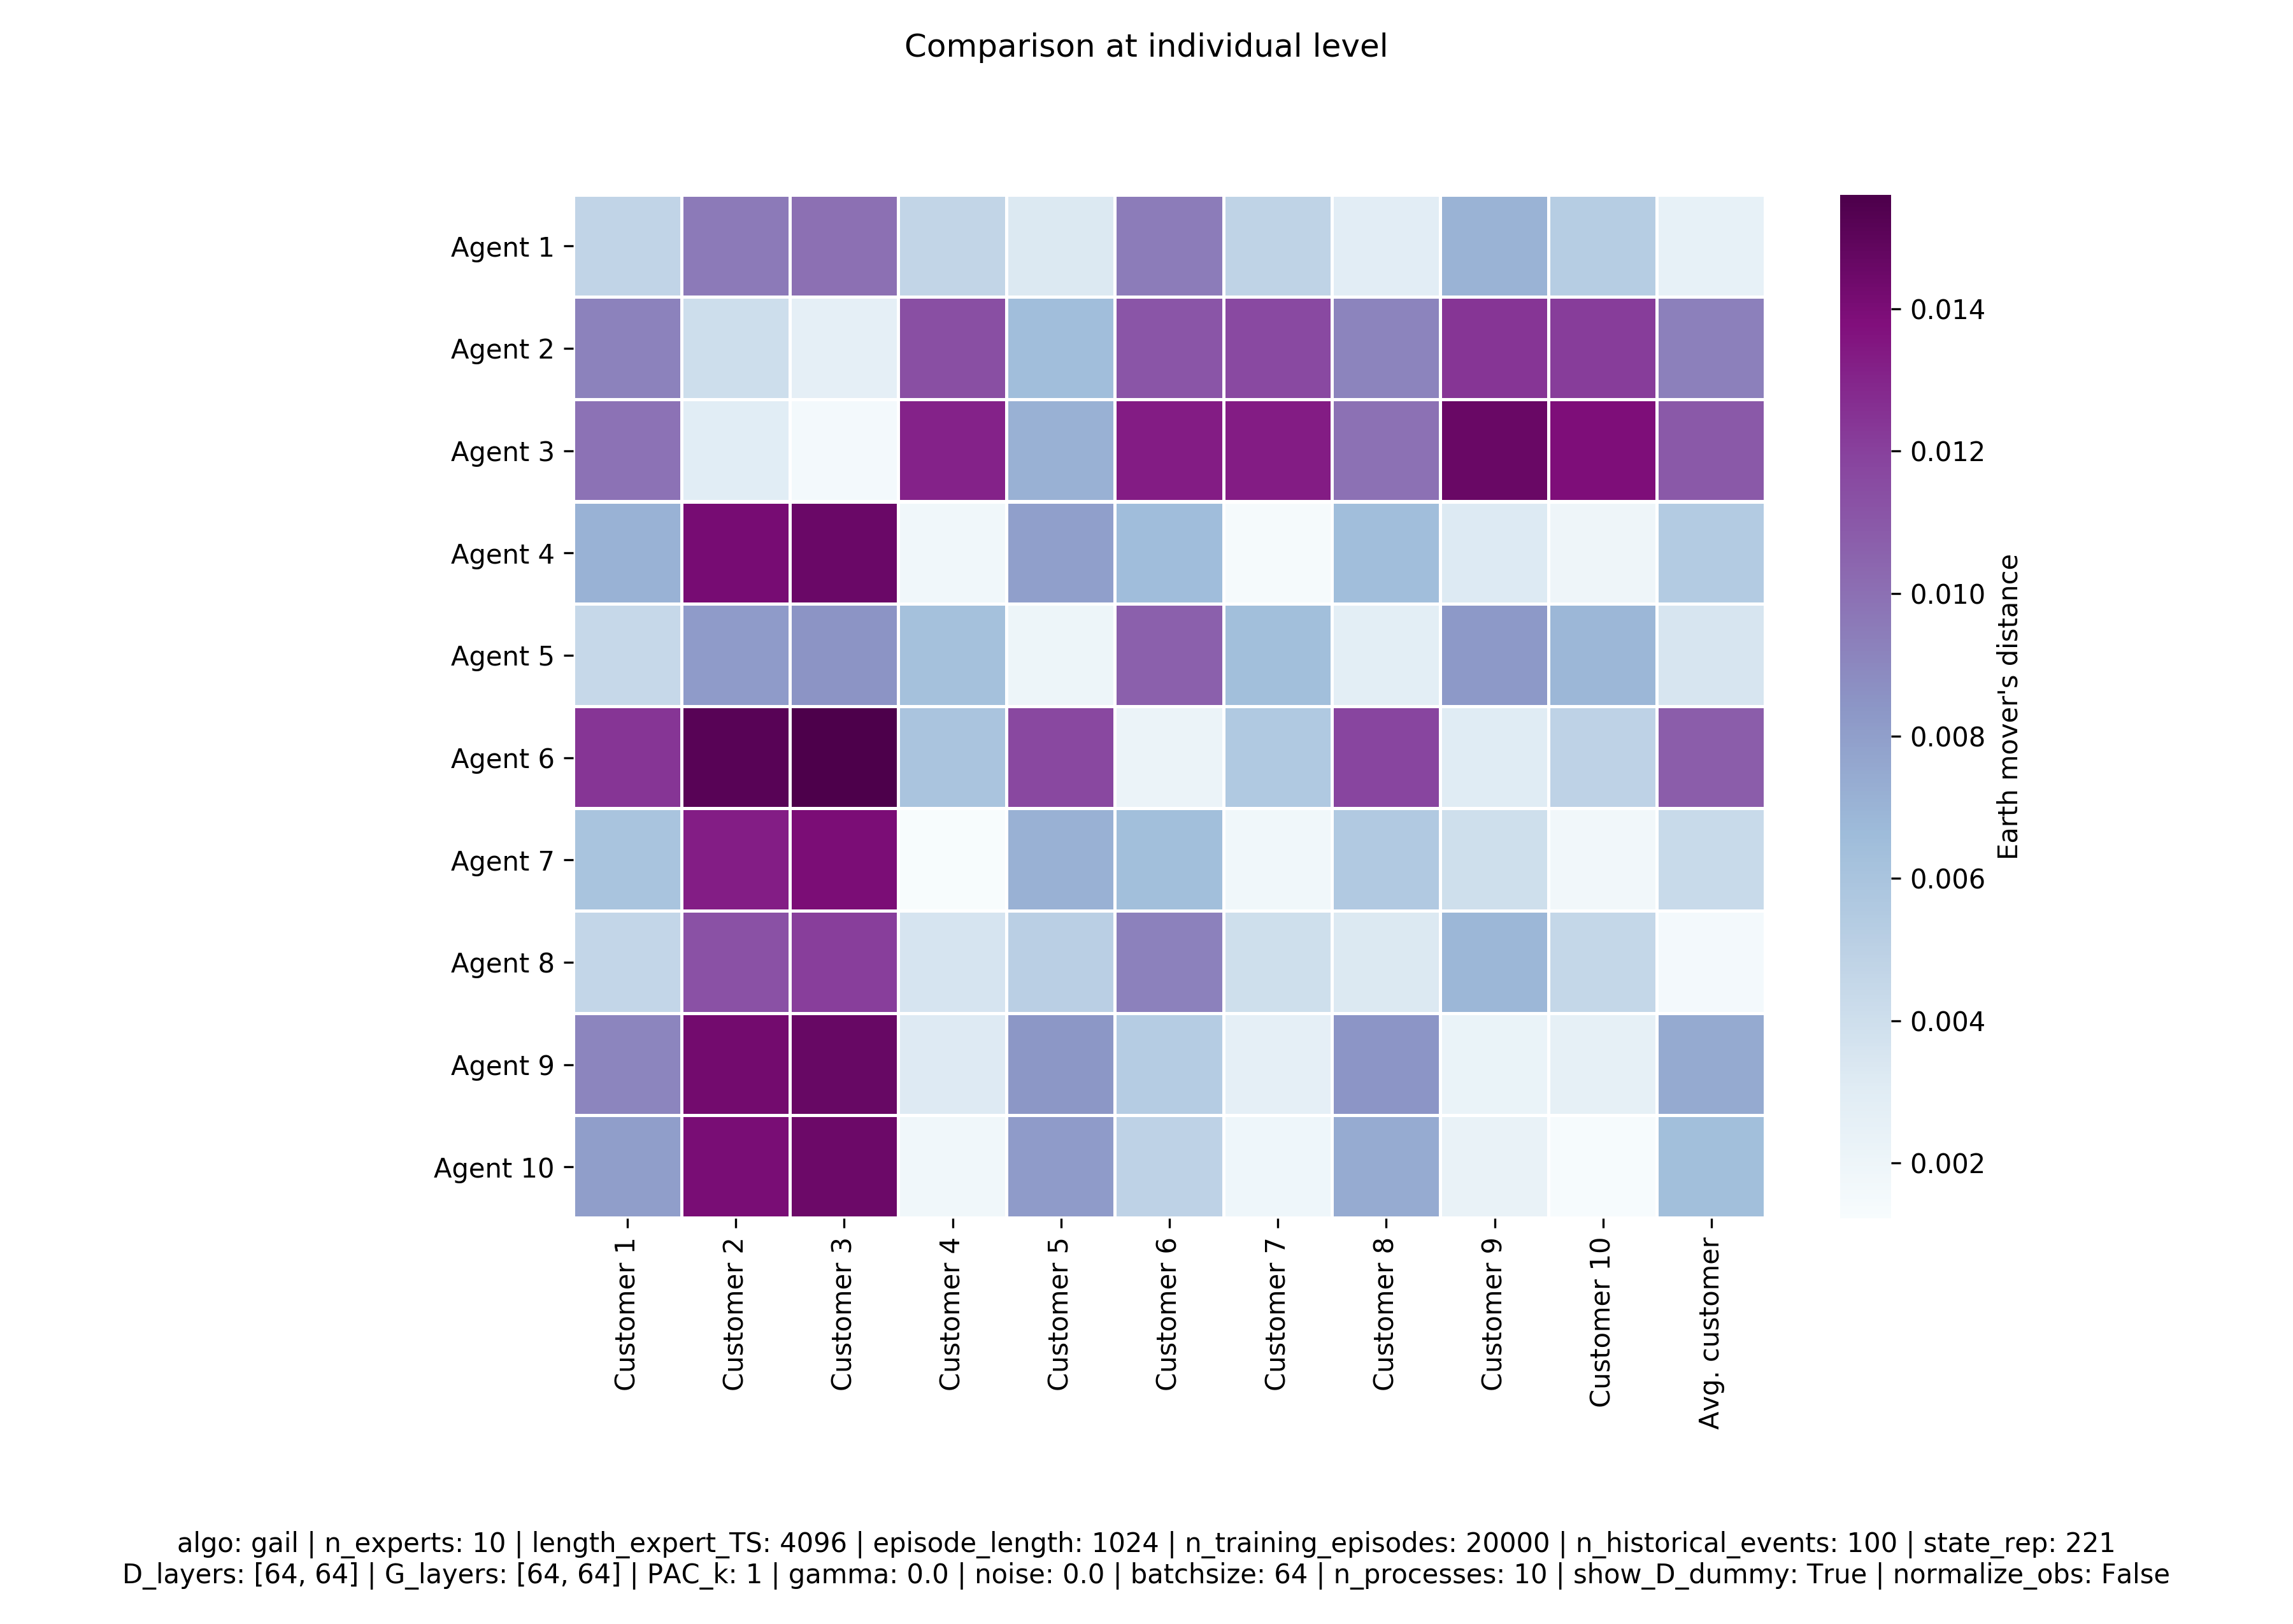 Comparison at individual level
Agent 1
Agent 2
Agent 3
Agent 4
Agent 5
Agent 6
Agent 7
Agent 8
Agent 9
Agent 10
Customer 1
Customer 2
Customer 3
Customer 4
Customer 5
Customer 6
Customer 7
Customer 8
Customer 9
Customer 10
Avg. customer
0.014
0.012
0.010
0.008
0.006
0.004
0.002
Earth mover's distance
algo: gail | n_experts: 10 | length_expert_TS: 4096 | episode_length: 1024 | n_training_episodes: 20000 | n_historical_events: 100 | state_rep: 221
D_layers: [64, 64] | G_layers: [64, 64] | PAC_k: 1 | gamma: 0.0 | noise: 0.0 | batchsize: 64 | n_processes: 10 | show_D_dummy: True | normalize_obs: False